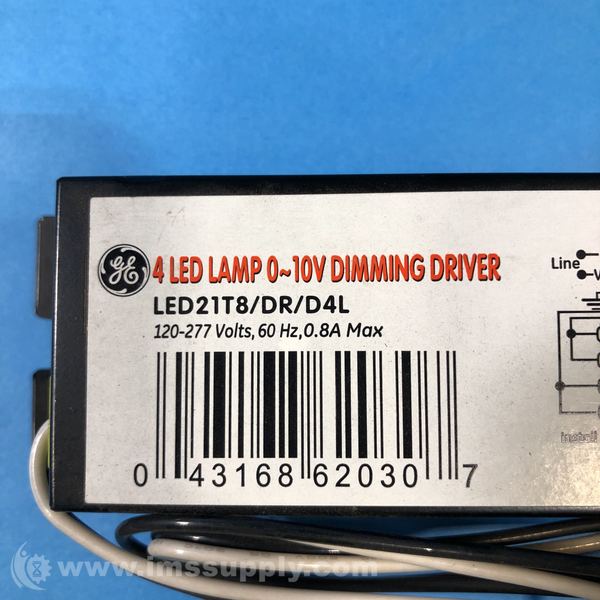 GE
4 LED LAMP 0~10V DIMMING DRIVER
LED21T8/DR/D4L
120-277 Volts, 60 Hz, 0.8A Max
Line
install
0 43168 62030 7
www.imssupply.com